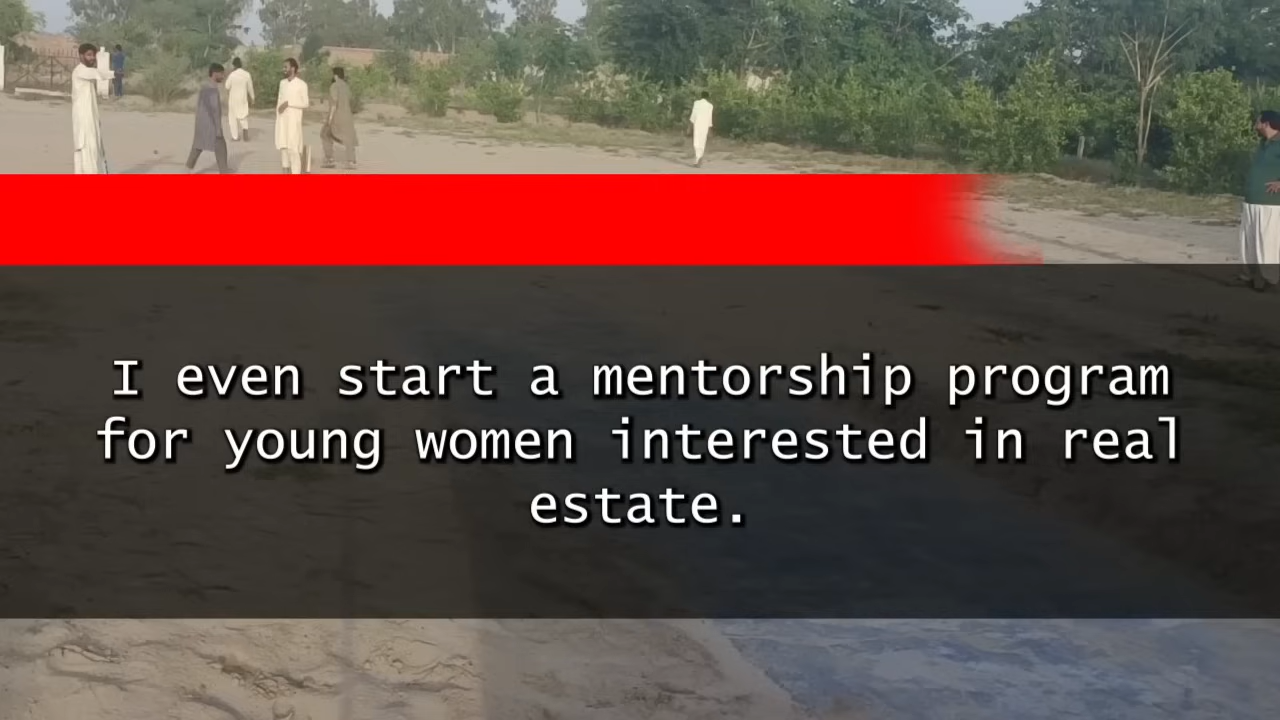 I even start a mentorship program
for young women interested in real
estate.